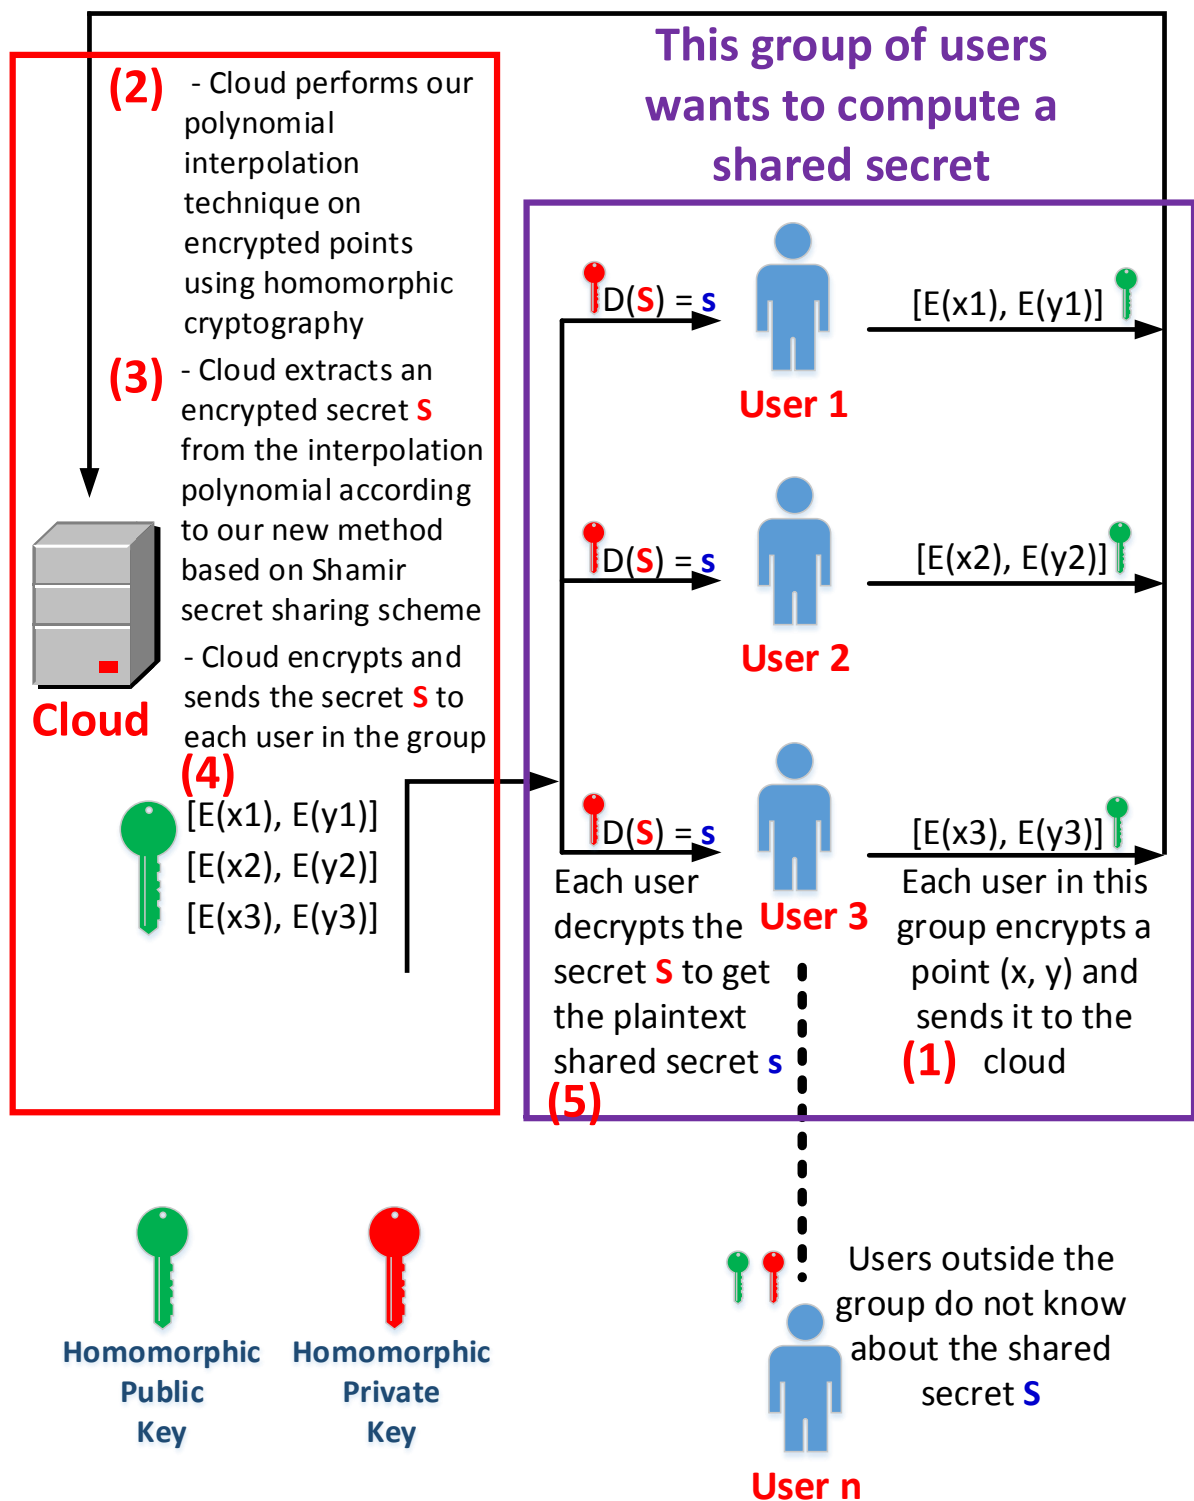 This group of users
wants to compute a
shared secret
(2) - Cloud performs our
polynomial
interpolation
technique on
encrypted points
using homomorphic
cryptography
(3) - Cloud extracts an
encrypted secret S
from the interpolation
polynomial according
to our new method
based on Shamir
secret sharing scheme
- Cloud encrypts and
sends the secret S to
each user in the group
(4)
Cloud
[E(x1), E(y1)]
[E(x2), E(y2)]
[E(x3), E(y3)]
D(S) = s
User 1
[E(x1), E(y1)]
D(S) = s
User 2
[E(x2), E(y2)]
D(S) = s
User 3
[E(x3), E(y3)]
Each user
decrypts the
secret S to get
the plaintext
shared secret s
(5)
Each user in this
group encrypts a
point (x, y) and
sends it to the
(1) cloud
Homomorphic
Public
Key
Homomorphic
Private
Key
Users outside the
group do not know
about the shared
secret S
User n